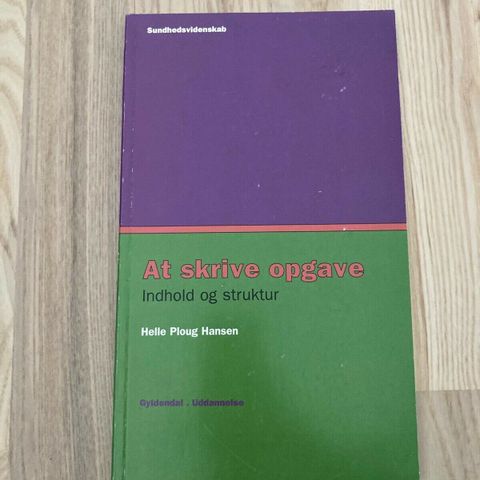 Sundhedsvidenskab
At skrive opgave
Indhold og struktur
Helle Ploug Hansen
Gyldendal . Uddannelse